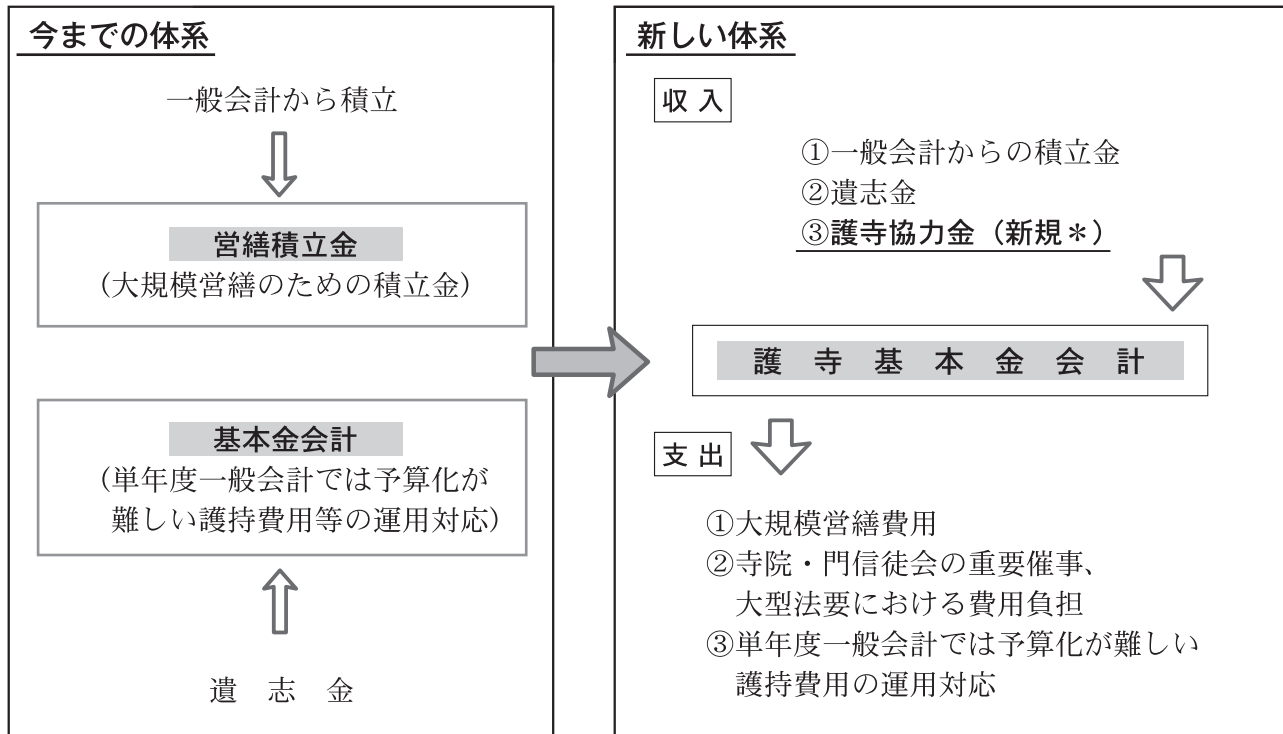 今までの体系
一般会計から積立
営繕積立金
（大規模営繕のための積立金）
基本金会計
（単年度一般会計では予算化が
難しい護持費用等の運用対応）
遺 志 金
新しい体系
収 入
①一般会計からの積立金
②遺志金
③護寺協力金（新規＊）
護 寺 基 本 金 会 計
支 出
①大規模営繕費用
②寺院・門信徒会の重要催事、
大型法要における費用負担
③単年度一般会計では予算化が難しい
護持費用の運用対応